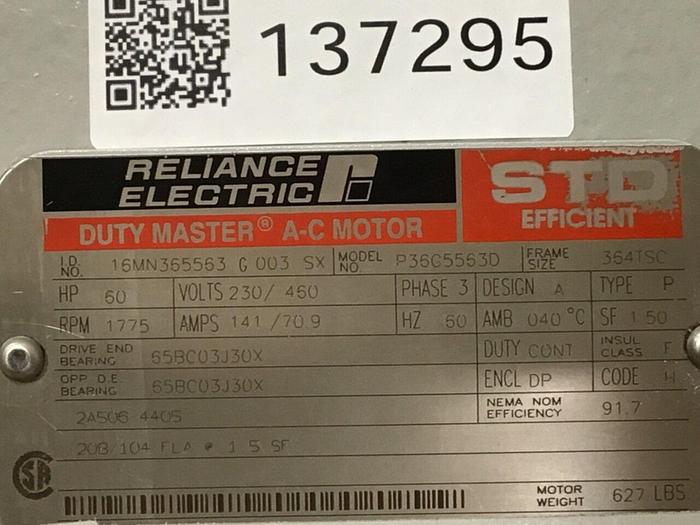 137295
RELIANCE
ELECTRIC
STD
EFFICIENT
DUTY MASTER® A-C MOTOR
I.D. NO. 16MN365563 G 003 SX MODEL NO. P36G5563D FRAME SIZE 364TSC
HP 60 VOLTS 230/ 460 PHASE 3 DESIGN A TYPE P
RPM 1775 AMPS 141 /70.9 HZ 60 AMB 040 °C SF 1.50
DRIVE END BEARING 65BC03J30X DUTY CONT INSUL CLASS F
OPP D.E. BEARING 65BC03J30X ENCL DP CODE H
2A506 4405 NEMA NOM EFFICIENCY 91.7
208/104 FLA @ 1 5 SF
SA
MOTOR WEIGHT 627 LBS